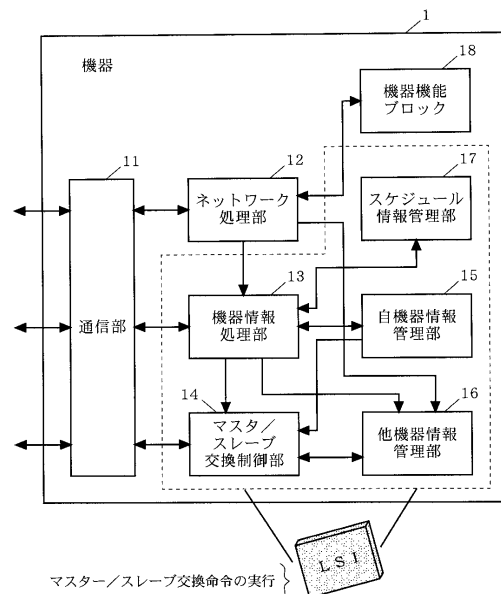 1
機器
18
機器機能
ブロック
11
12
17
ネットワーク
処理部
スケジュール
情報管理部
13
15
通信部
機器情報
処理部
自機器情報
管理部
14
16
マスタ/
スレーブ
交換制御部
他機器情報
管理部
LSI
マスター/スレーブ交換命令の実行